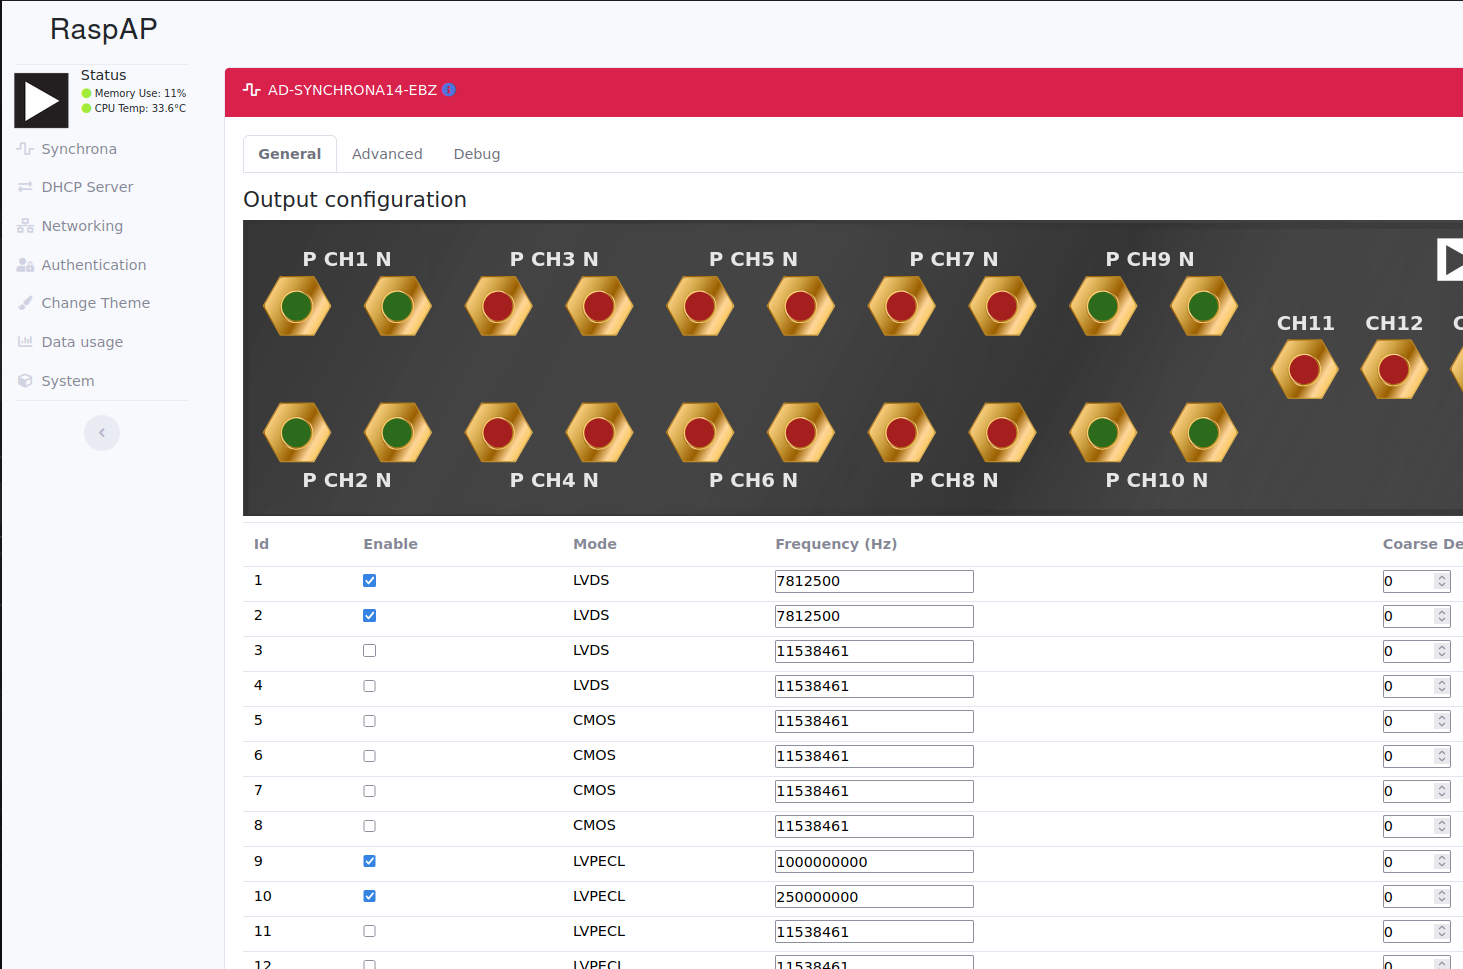 RaspAP
Status
Memory Use: 11%
CPU Temp: 33.6°C
Synchrona
DHCP Server
Networking
Authentication
Change Theme
Data usage
System
AD-SYNCHRONA14-EBZ
General Advanced Debug
Output configuration
P CH1 N P CH3 N P CH5 N P CH7 N P CH9 N
CH11 CH12 C
P CH2 N P CH4 N P CH6 N P CH8 N P CH10 N
Id Enable Mode Frequency (Hz) Coarse De
1 LVDS 7812500 0
2 LVDS 7812500 0
3 LVDS 11538461 0
4 LVDS 11538461 0
5 CMOS 11538461 0
6 CMOS 11538461 0
7 CMOS 11538461 0
8 CMOS 11538461 0
9 LVPECL 1000000000 0
10 LVPECL 250000000 0
11 LVPECL 11538461 0
12 LVPECL 11538461 0